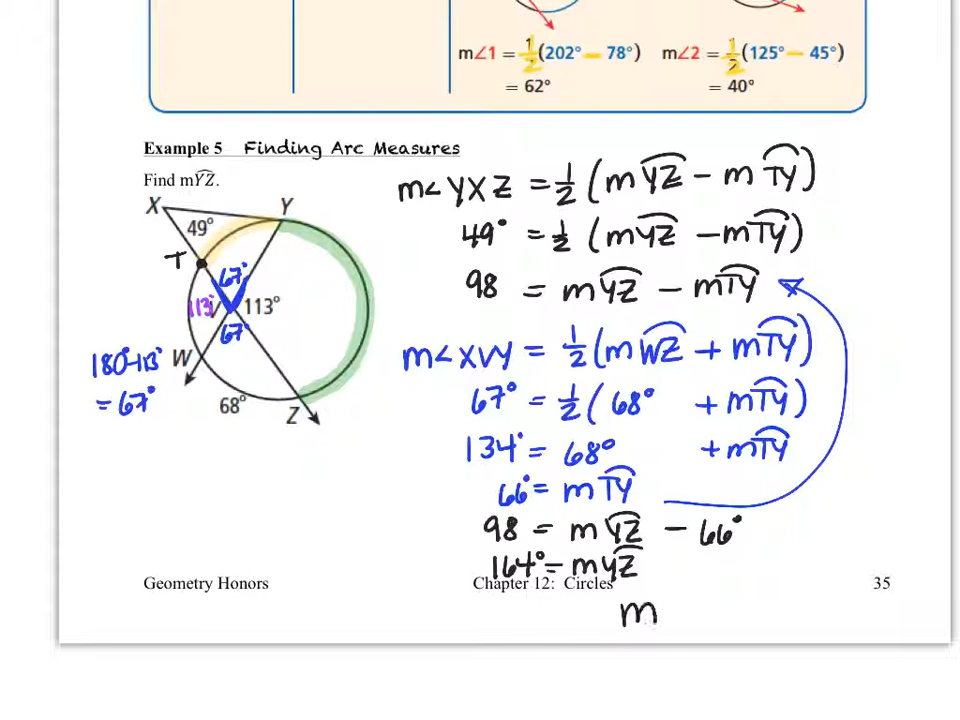 m∠1 = 1/2(202° − 78°)
= 62°
m∠2 = 1/2(125° − 45°)
= 40°
Example 5 Finding Arc Measures
Find mYZ.
X
Y
49°
T
67°
113°
113°
67°
W
68°
Z
180°-113°
= 67°
m∠YXZ = 1/2 (mYZ − mTY)
49° = 1/2 (mYZ − mTY)
98 = mYZ − mTY
m∠XVY = 1/2 (mWZ + mTY)
67° = 1/2 (68° + mTY)
134° = 68° + mTY
66° = mTY
98 = mYZ − 66°
164° = mYZ
m
Geometry Honors
Chapter 12: Circles
35